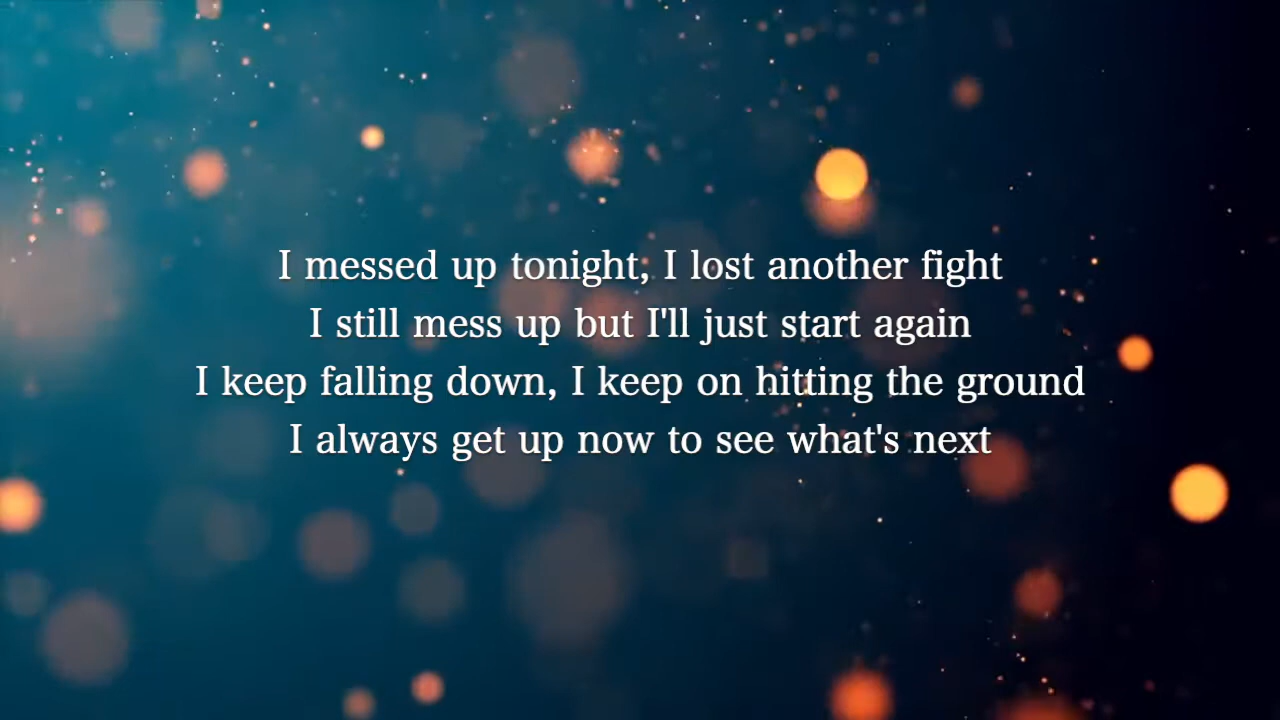 I messed up tonight, I lost another fight
I still mess up but I'll just start again
I keep falling down, I keep on hitting the ground
I always get up now to see what's next